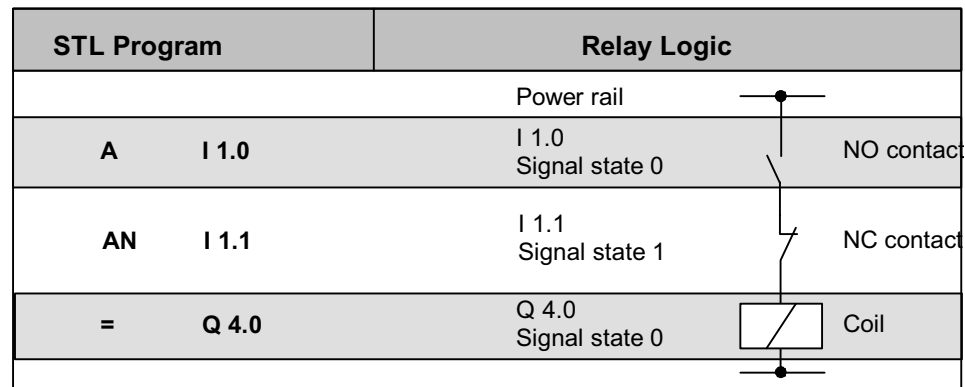 STL Program Relay Logic
Power rail
A I 1.0 I 1.0 NO contact
Signal state 0
AN I 1.1 I 1.1 NC contact
Signal state 1
= Q 4.0 Q 4.0 Coil
Signal state 0